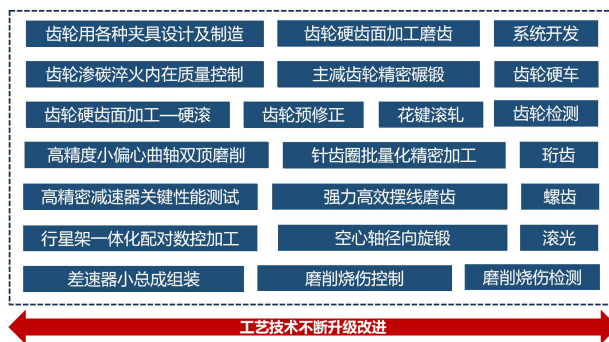 齿轮用各种夹具设计及制造 齿轮硬齿面加工磨齿 系统开发
齿轮渗碳淬火内在质量控制 主减齿轮精密碾锻 齿轮硬车
齿轮硬齿面加工—硬滚 齿轮预修正 花键滚轧 齿轮检测
高精度小偏心曲轴双顶磨削 针齿圈批量化精密加工 珩齿
高精密减速器关键性能测试 强力高效摆线磨齿 螺齿
行星架一体化配对数控加工 空心轴径向旋锻 滚光
差速器小总成组装 磨削烧伤控制 磨削烧伤检测
工艺技术不断升级改进